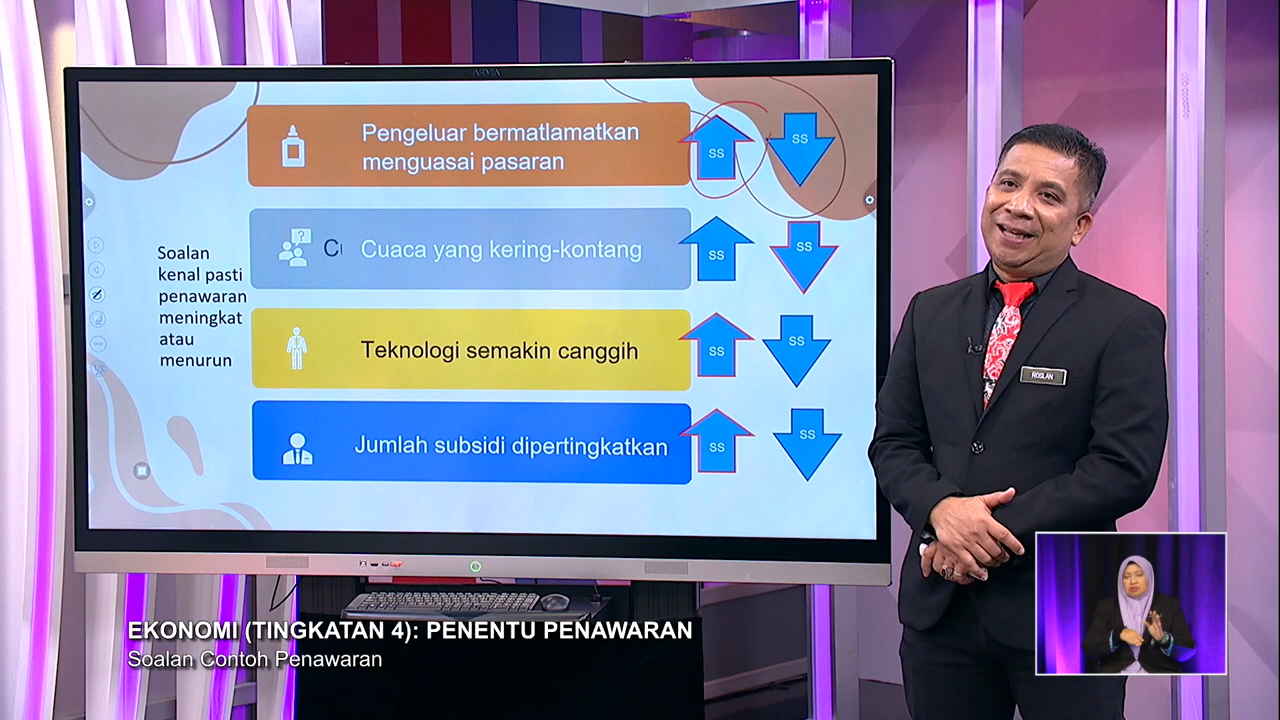 ARVIA
Pengeluar bermatlamatkan
menguasai pasaran
SS
SS
Cuaca yang kering-kontang
SS
SS
Soalan
kenal pasti
penawaran
meningkat
atau
menurun
Teknologi semakin canggih
SS
SS
Jumlah subsidi dipertingkatkan
SS
SS
ROSLAN
EKONOMI (TINGKATAN 4): PENENTU PENAWARAN
Soalan Contoh Penawaran